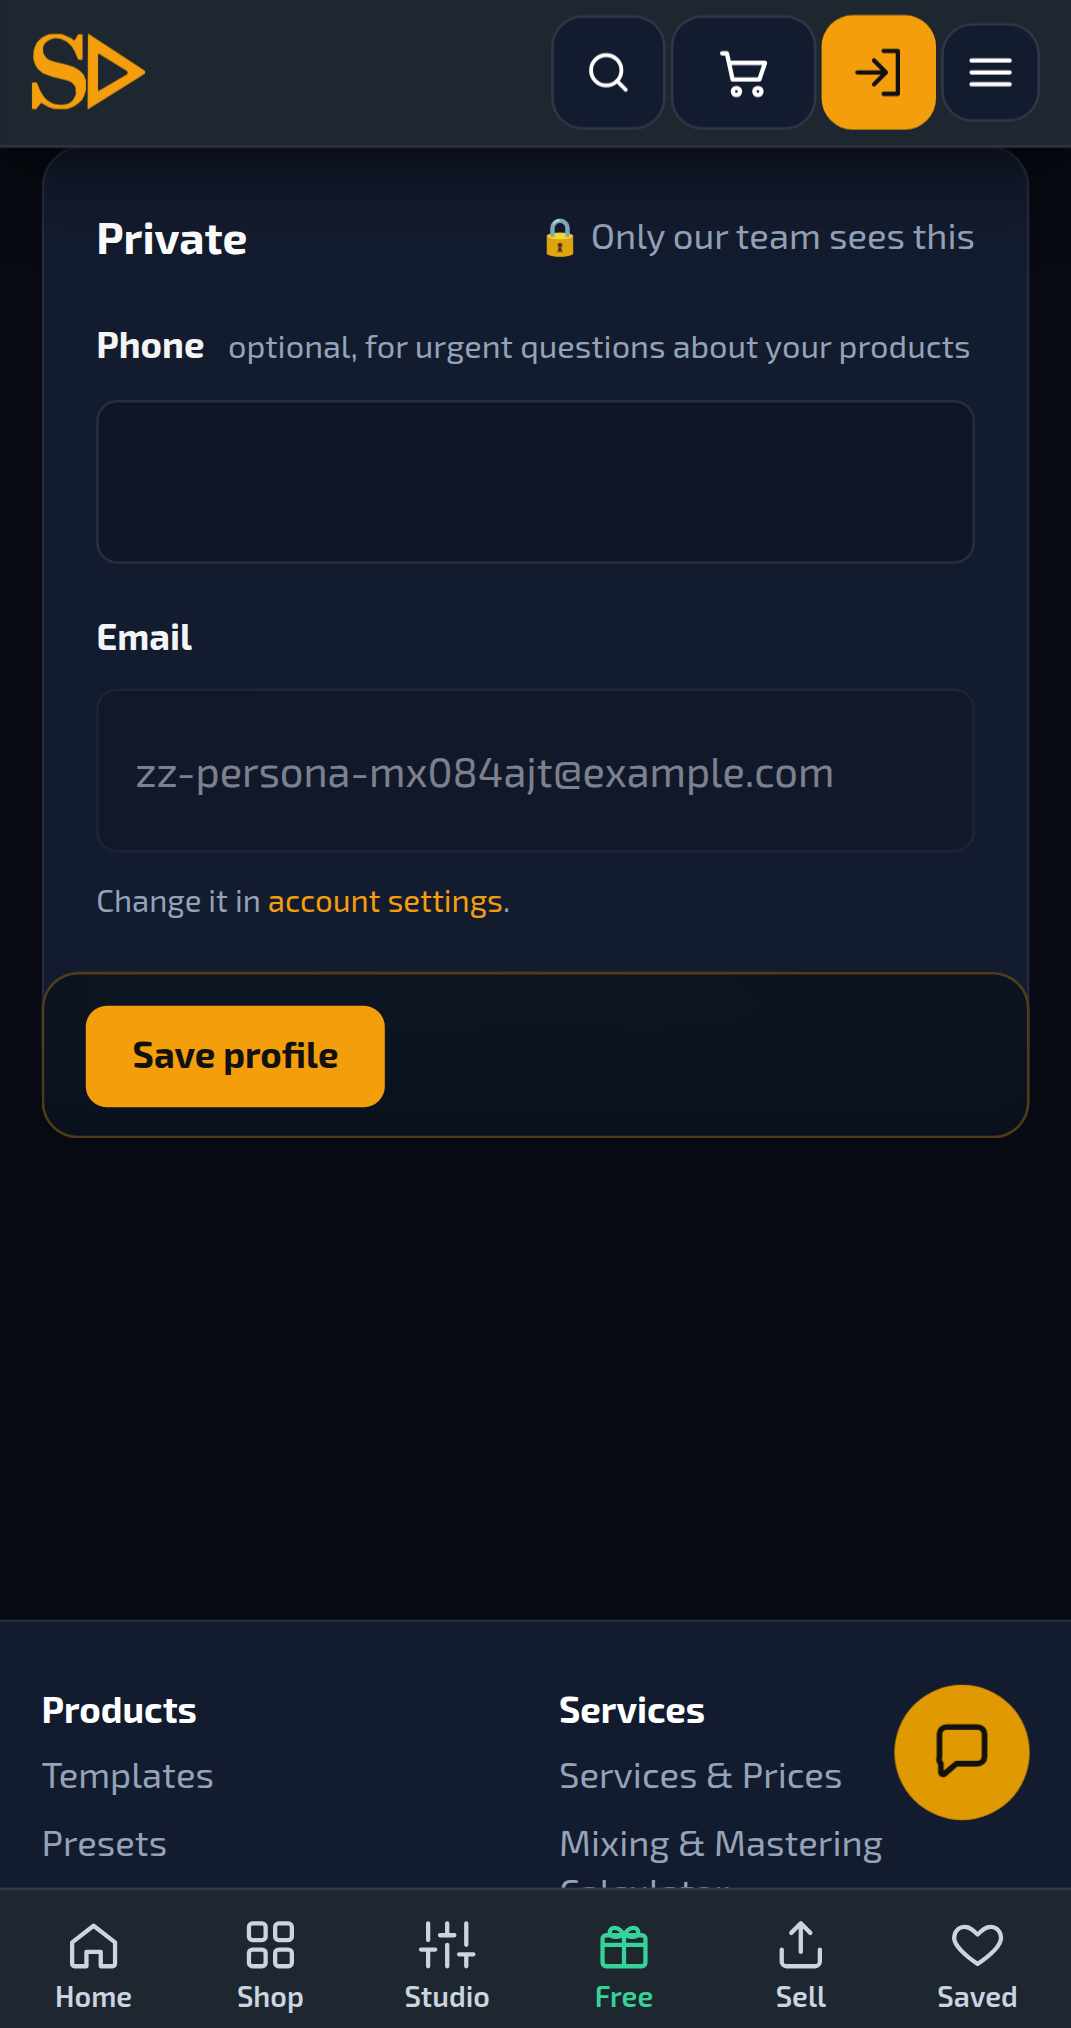 Private
🔒 Only our team sees this
Phone optional, for urgent questions about your products
Email
zz-persona-mx084ajt@example.com
Change it in account settings.
Save profile
Products
Services
Templates
Services & Prices
Presets
Mixing & Mastering
Calculator
Home
Shop
Studio
Free
Sell
Saved